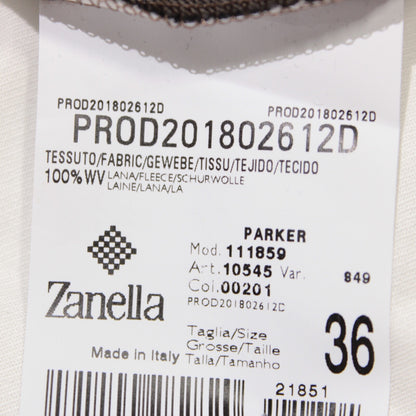 PROD201802612D PROD201802612D
PROD201802612D
TESSUTO/FABRIC/GEWEBE/TISSU/TEJIDO/TECIDO
100%WV LANA/FLEECE/SCHURWOLLE
LAINE/LANA/LA
PARKER
Mod. 111859
Art. 10545 Var. 849
Col. 00201
PROD201802612D
Zanella
Taglia/Size
Grosse/Taille
Talla/Tamanho
36
Made in Italy
21851